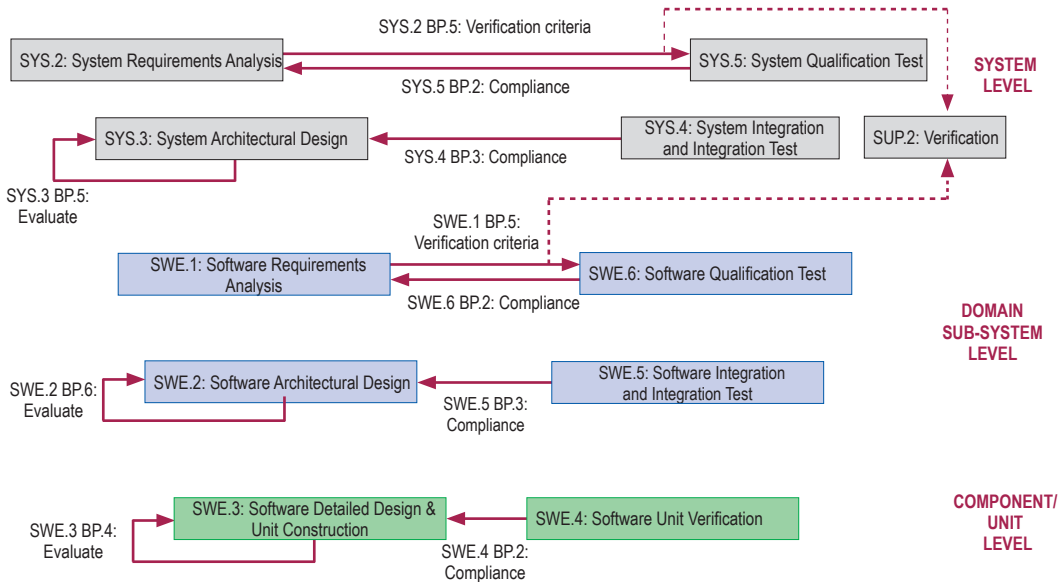 SYS.2 BP.5: Verification criteria
SYS.2: System Requirements Analysis
SYS.5: System Qualification Test
SYSTEM
LEVEL
SYS.5 BP.2: Compliance
SYS.3: System Architectural Design
SYS.4: System Integration
and Integration Test
SUP.2: Verification
SYS.4 BP.3: Compliance
SYS.3 BP.5:
Evaluate
SWE.1 BP.5:
Verification criteria
SWE.1: Software Requirements
Analysis
SWE.6: Software Qualification Test
SWE.6 BP.2: Compliance
DOMAIN
SUB-SYSTEM
LEVEL
SWE.2 BP.6:
Evaluate
SWE.2: Software Architectural Design
SWE.5: Software Integration
and Integration Test
SWE.5 BP.3:
Compliance
SWE.3: Software Detailed Design &
Unit Construction
SWE.4: Software Unit Verification
COMPONENT/
UNIT
LEVEL
SWE.3 BP.4:
Evaluate
SWE.4 BP.2:
Compliance